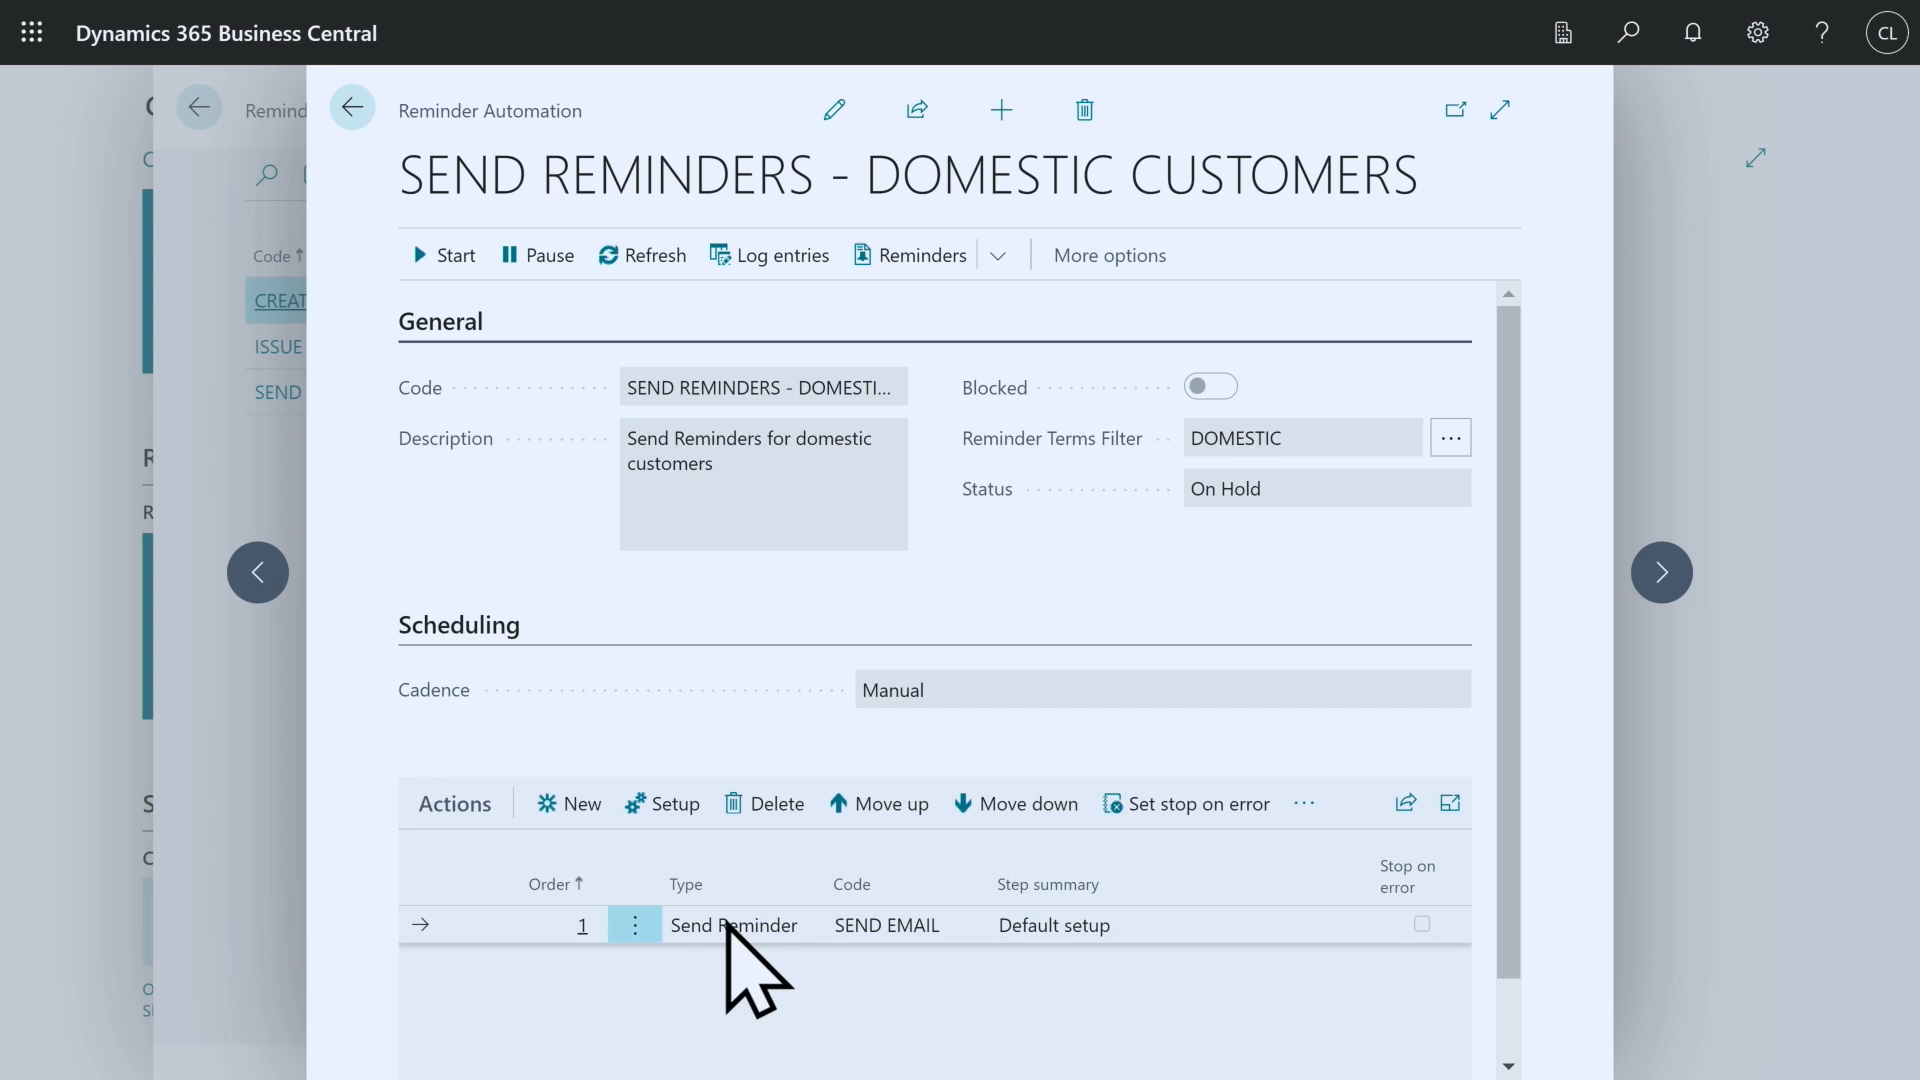 Dynamics 365 Business Central
CL
Remind
Reminder Automation
SEND REMINDERS - DOMESTIC CUSTOMERS
Start Pause Refresh Log entries Reminders More options
Code
CREAT
ISSUE
SEND
General
Code SEND REMINDERS - DOMESTI... Blocked
Description Send Reminders for domestic customers
Reminder Terms Filter DOMESTIC ...
Status On Hold
Scheduling
Cadence Manual
Actions New Setup Delete Move up Move down Set stop on error ...
Order Type Code Step summary Stop on error
1 Send Reminder SEND EMAIL Default setup